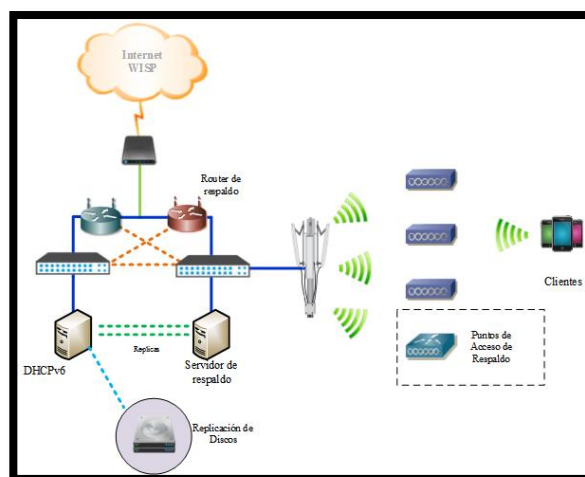 Internet
WISP
Router de
respaldo
Clientes
Puntos de
Acceso de
Respaldo
DHCPv6
Replicas
Servidor de
respaldo
Replicación de
Discos